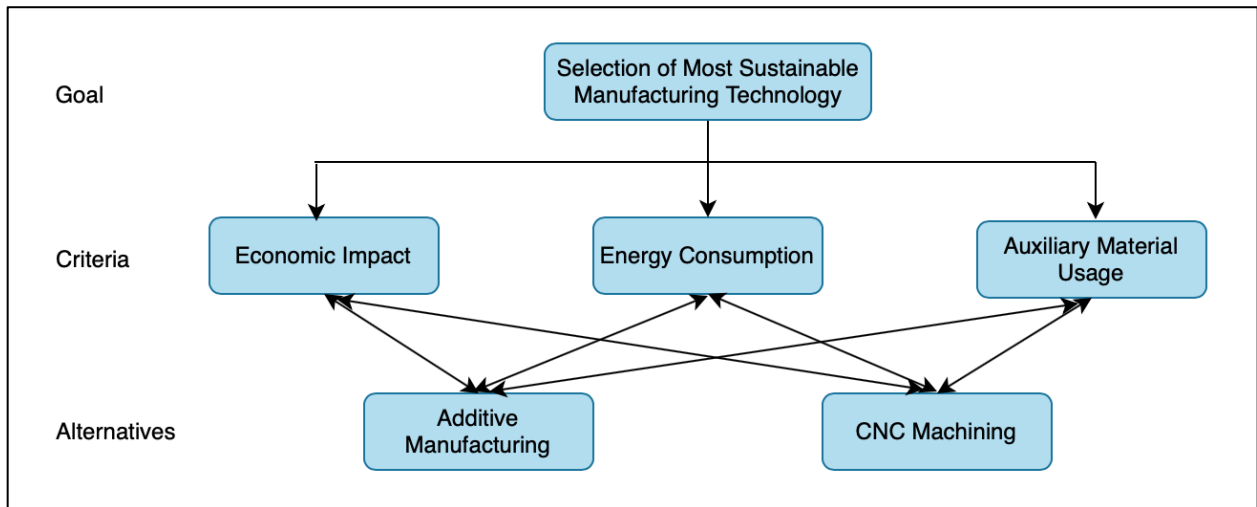 Goal
Selection of Most Sustainable
Manufacturing Technology
Criteria
Economic Impact
Energy Consumption
Auxiliary Material
Usage
Alternatives
Additive
Manufacturing
CNC Machining